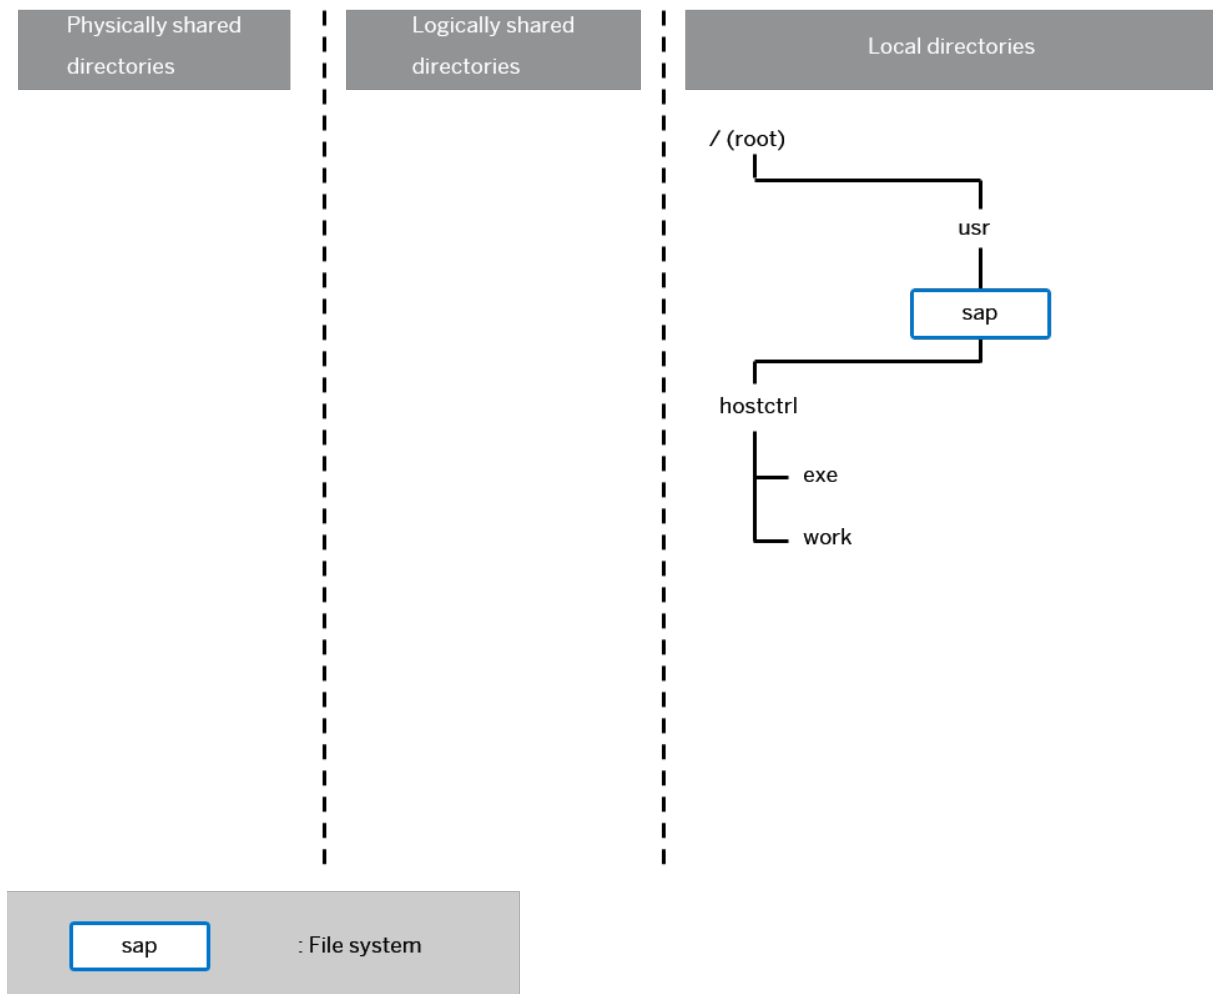 Physically shared
directories
Logically shared
directories
Local directories
/ (root)
usr
sap
hostctrl
exe
work
sap
: File system